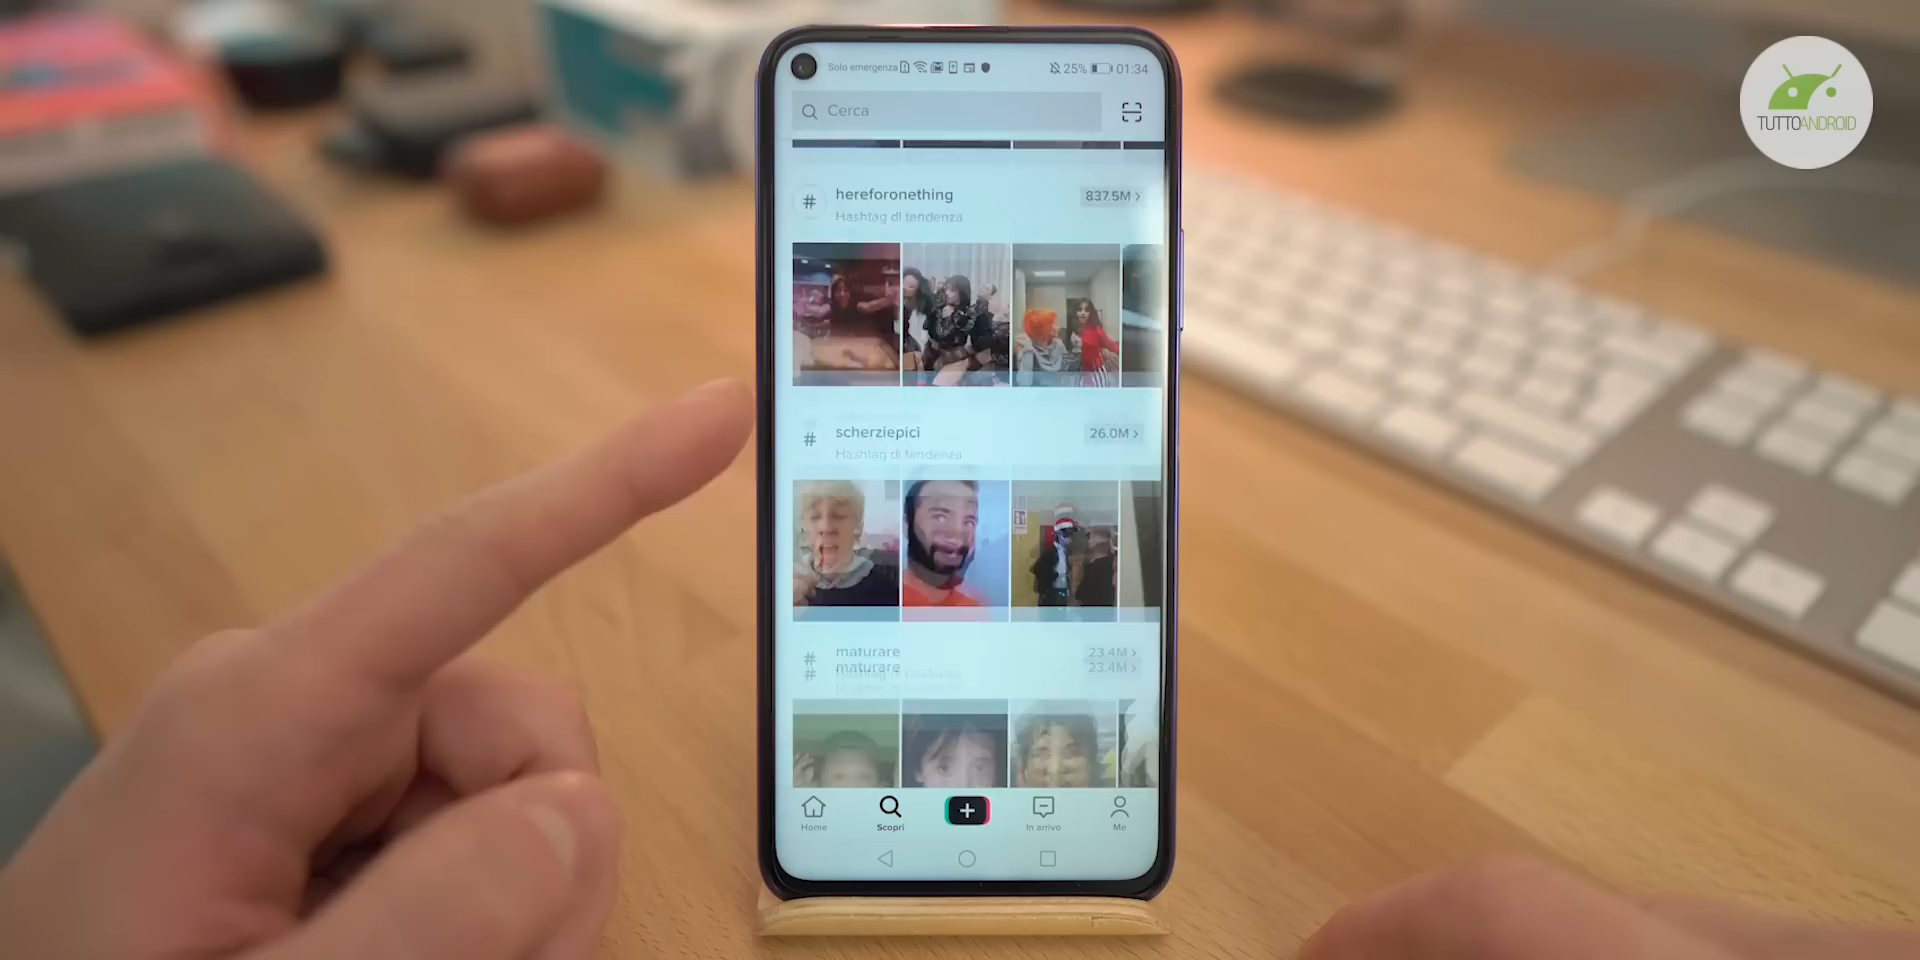 Solo emergenza
25% 01:34
TUTTOANDROID
Cerca
# hereforonething 837.5M >
Hashtag di tendenza
# scherziepici 26.0M >
Hashtag di tendenza
# maturare 23.4M >
# maturare 23.4M >
Home
Scopri
In arrivo
Me